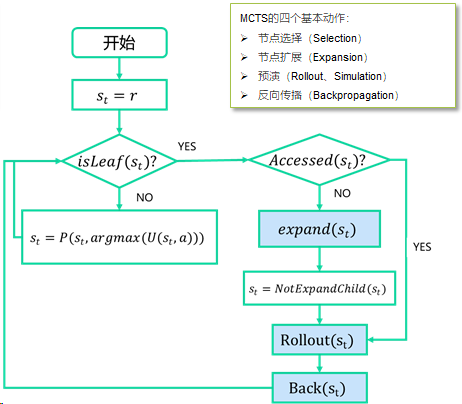 MCTS的四个基本动作：
节点选择（Selection）
节点扩展（Expansion）
预演（Rollout、Simulation）
反向传播（Backpropagation）
开始
s_t = r
isLeaf(s_t)?
YES
Accessed(s_t)?
NO
NO
s_t = P(s_t, argmax(U(s_t, a)))
expand(s_t)
YES
s_t = NotExpandChild(s_t)
Rollout(s_t)
Back(s_t)